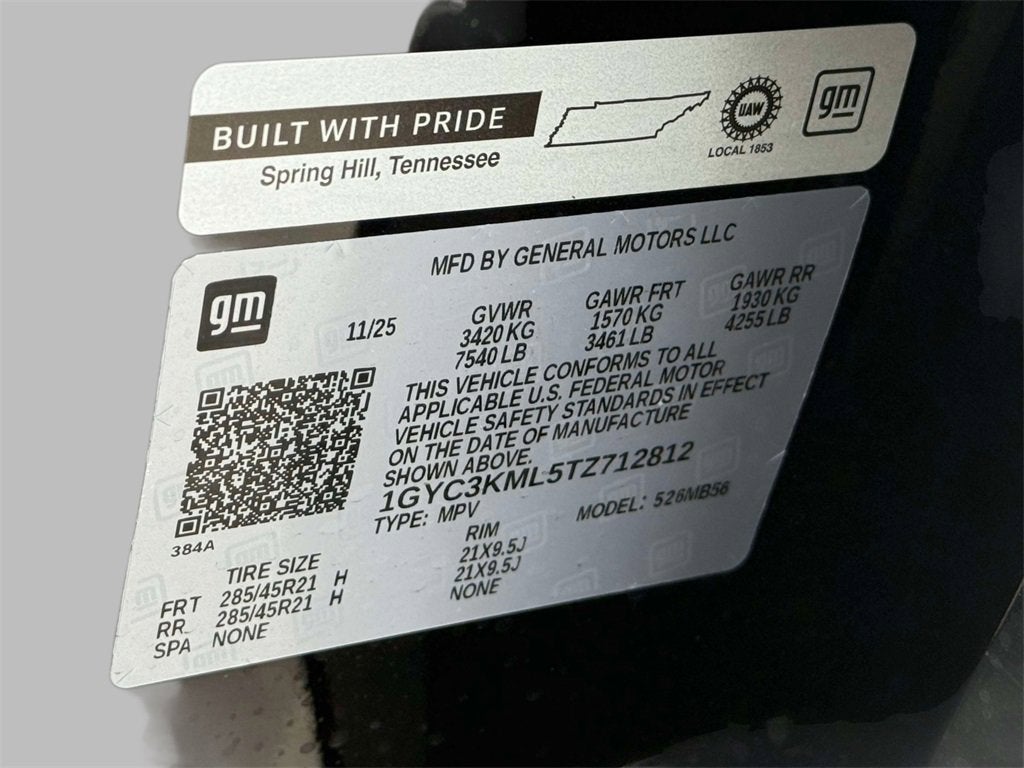 BUILT WITH PRIDE
Spring Hill, Tennessee
UAW
LOCAL 1853
gm
MFD BY GENERAL MOTORS LLC
gm
11/25
GVWR
3420 KG
7540 LB
GAWR FRT
1570 KG
3461 LB
GAWR RR
1930 KG
4255 LB
THIS VEHICLE CONFORMS TO ALL
APPLICABLE U.S. FEDERAL MOTOR
VEHICLE SAFETY STANDARDS IN EFFECT
ON THE DATE OF MANUFACTURE
SHOWN ABOVE.
1GYC3KML5TZ712812
TYPE: MPV MODEL: 526MB56
384A
TIRE SIZE RIM
FRT 285/45R21 H 21X9.5J
RR 285/45R21 H 21X9.5J
SPA NONE NONE